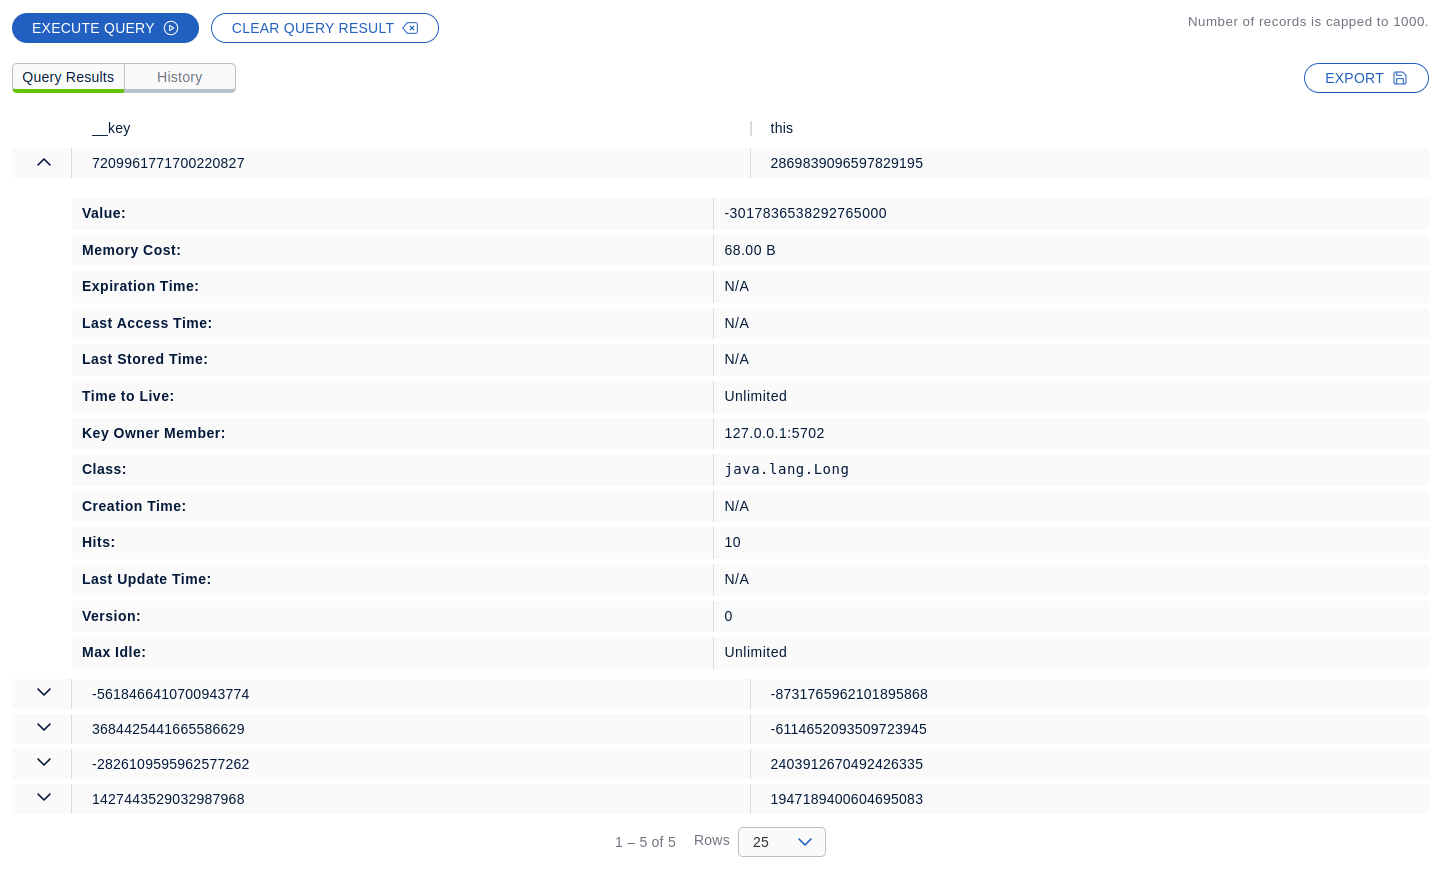 EXECUTE QUERY CLEAR QUERY RESULT Number of records is capped to 1000.
Query Results History EXPORT
__key this
7209961771700220827 2869839096597829195
Value: -3017836538292765000
Memory Cost: 68.00 B
Expiration Time: N/A
Last Access Time: N/A
Last Stored Time: N/A
Time to Live: Unlimited
Key Owner Member: 127.0.0.1:5702
Class: java.lang.Long
Creation Time: N/A
Hits: 10
Last Update Time: N/A
Version: 0
Max Idle: Unlimited
-5618466410700943774 -8731765962101895868
3684425441665586629 -6114652093509723945
-2826109595962577262 2403912670492426335
1427443529032987968 1947189400604695083
1 – 5 of 5 Rows 25